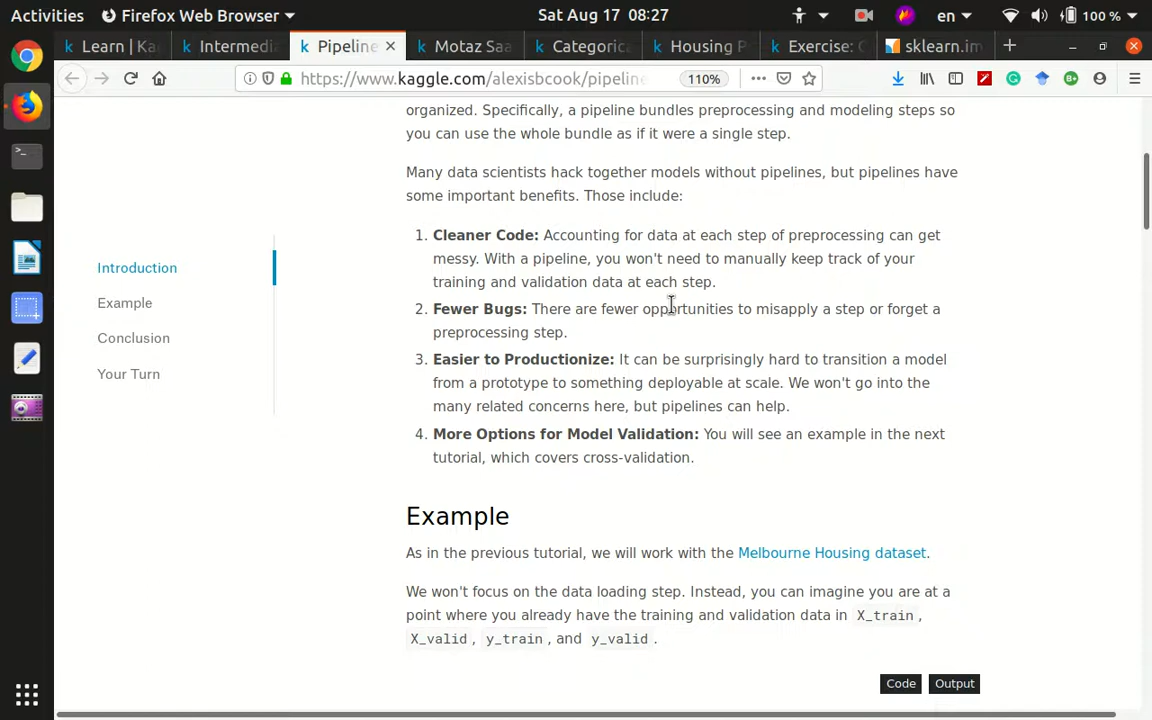 Activities
Firefox Web Browser
Sat Aug 17 08:27
en
100 %
Learn | Ka
Intermedi
Pipeline
Motaz Saa
Categoric
Housing P
Exercise:
sklearn.im
https://www.kaggle.com/alexisbcook/pipelin
110%
organized. Specifically, a pipeline bundles preprocessing and modeling steps so
you can use the whole bundle as if it were a single step.
Many data scientists hack together models without pipelines, but pipelines have
some important benefits. Those include:
1. Cleaner Code: Accounting for data at each step of preprocessing can get
messy. With a pipeline, you won't need to manually keep track of your
training and validation data at each step.
2. Fewer Bugs: There are fewer opportunities to misapply a step or forget a
preprocessing step.
3. Easier to Productionize: It can be surprisingly hard to transition a model
from a prototype to something deployable at scale. We won't go into the
many related concerns here, but pipelines can help.
4. More Options for Model Validation: You will see an example in the next
tutorial, which covers cross-validation.
Introduction
Example
Conclusion
Your Turn
Example
As in the previous tutorial, we will work with the Melbourne Housing dataset.
We won't focus on the data loading step. Instead, you can imagine you are at a
point where you already have the training and validation data in X_train,
X_valid, y_train, and y_valid.
Code
Output